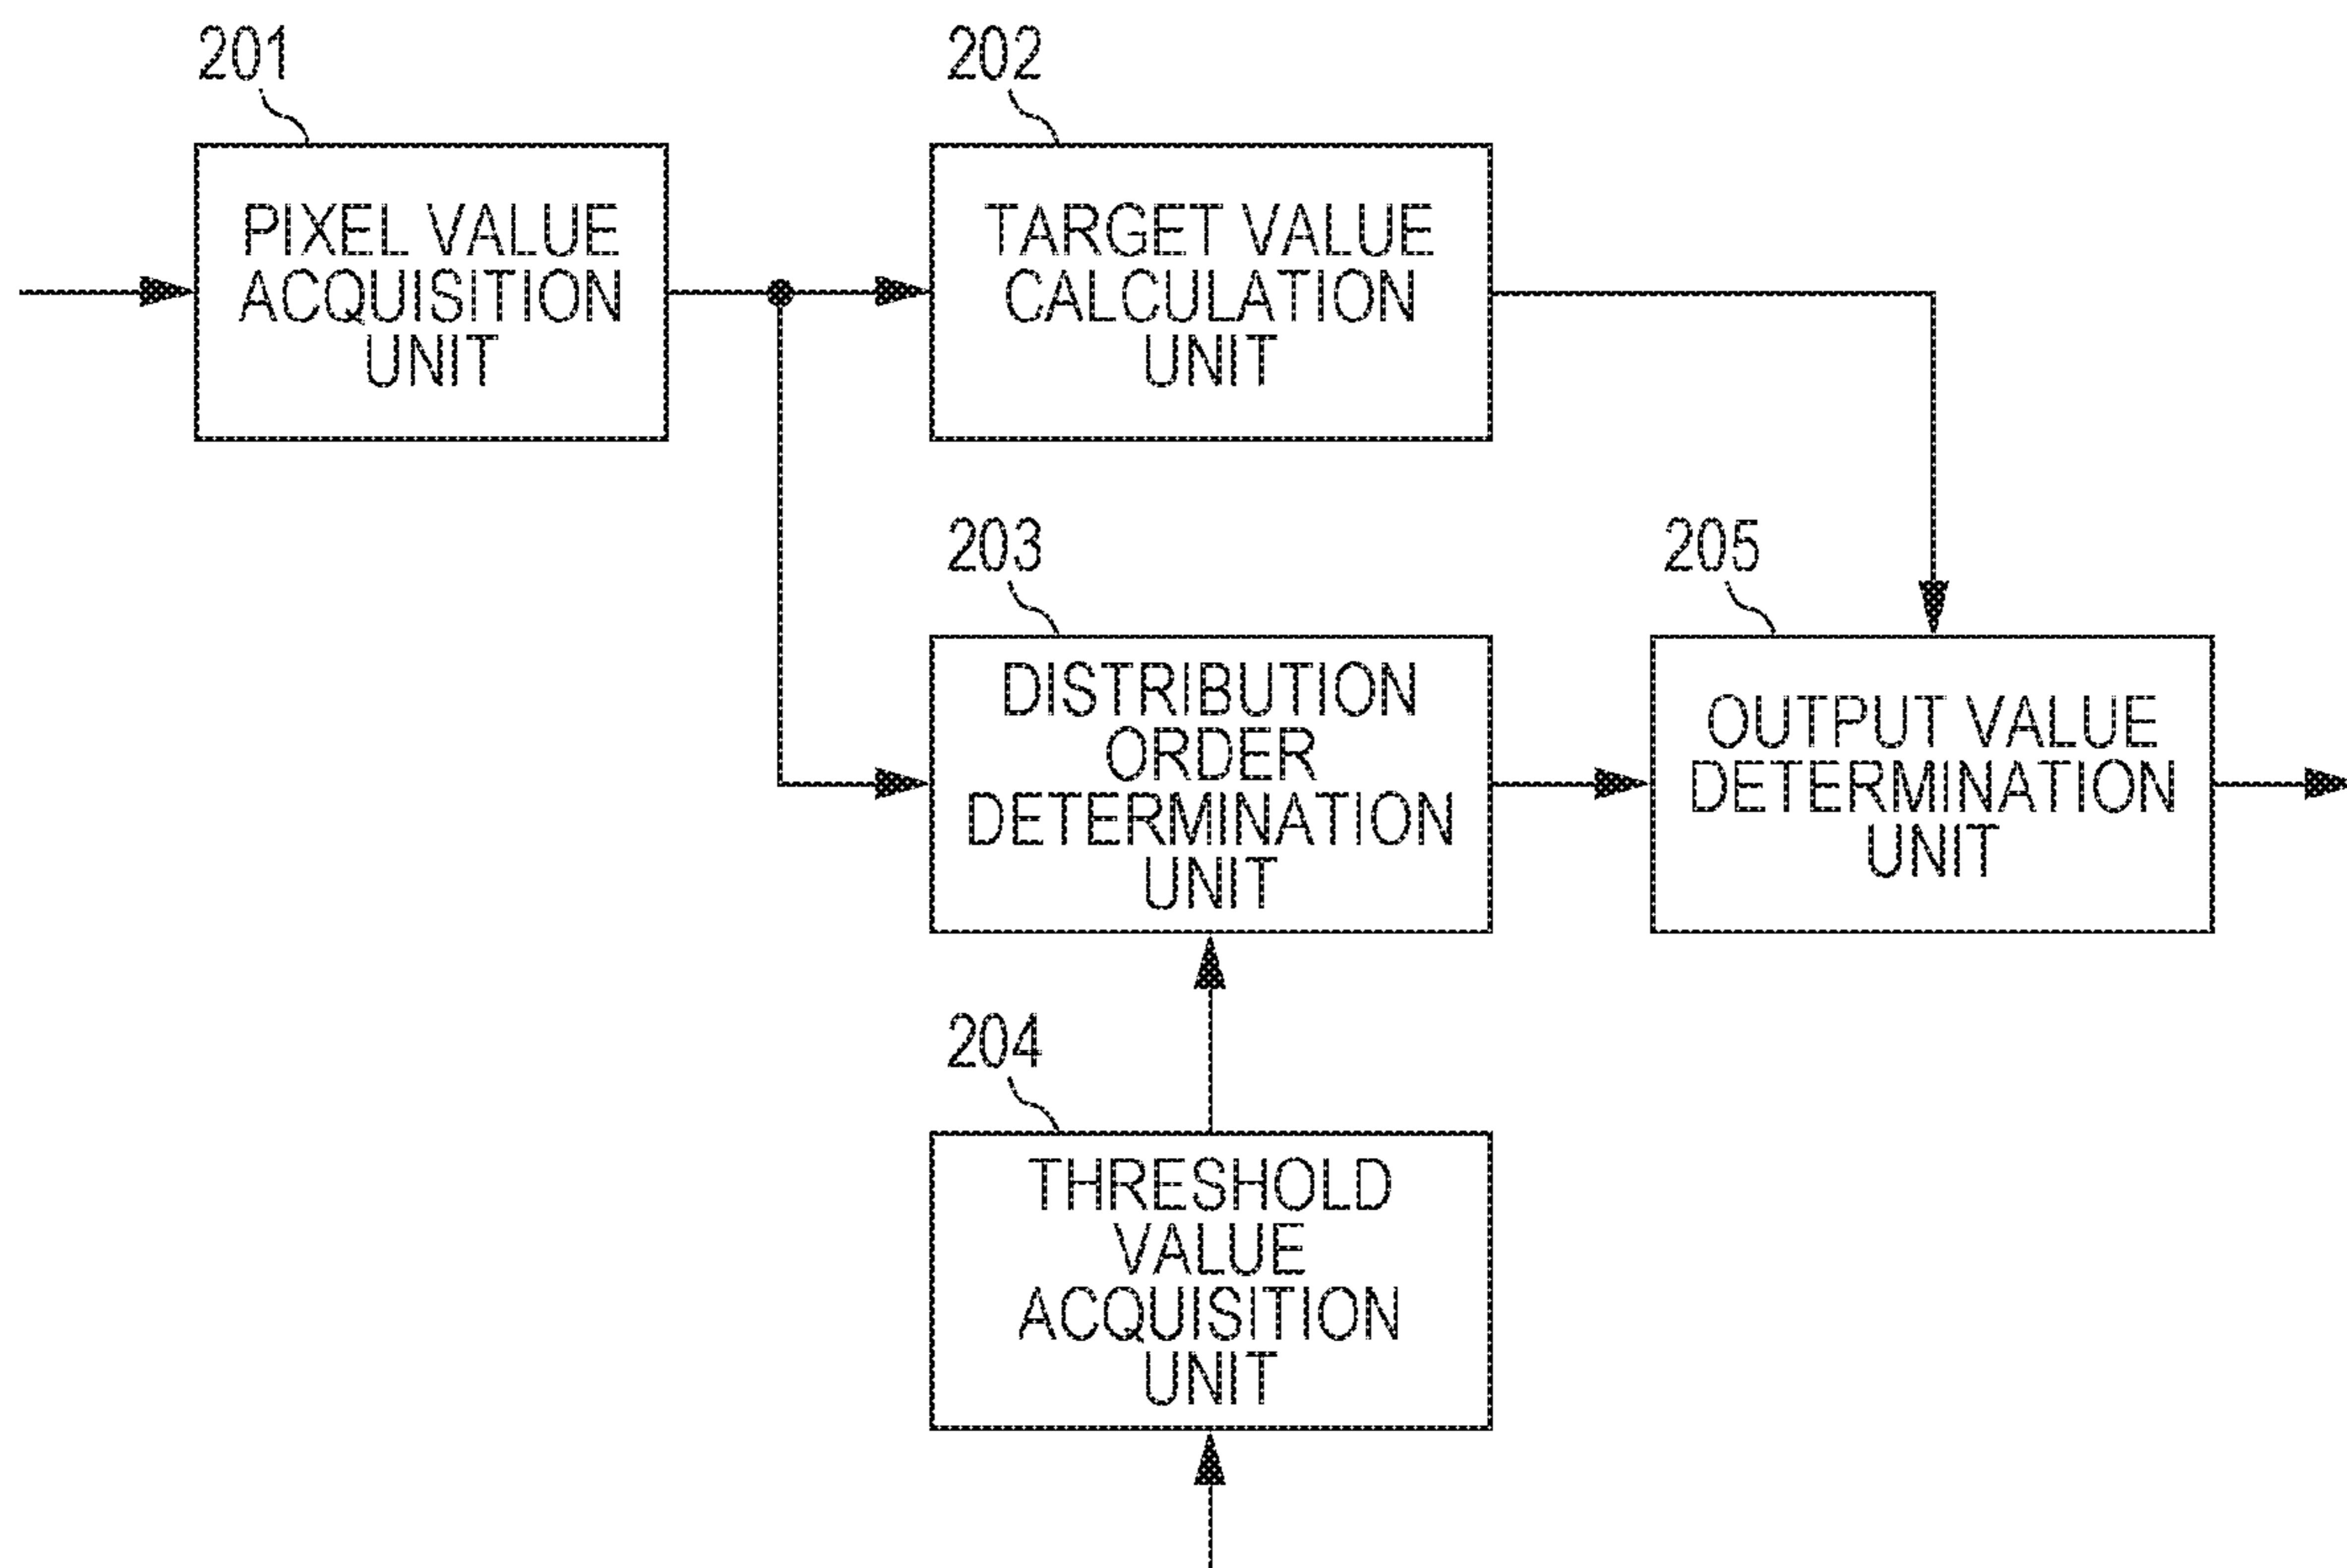 201
PIXEL VALUE
ACQUISITION
UNIT
202
TARGET VALUE
CALCULATION
UNIT
203
DISTRIBUTION
ORDER
DETERMINATION
UNIT
205
OUTPUT VALUE
DETERMINATION
UNIT
204
THRESHOLD
VALUE
ACQUISITION
UNIT